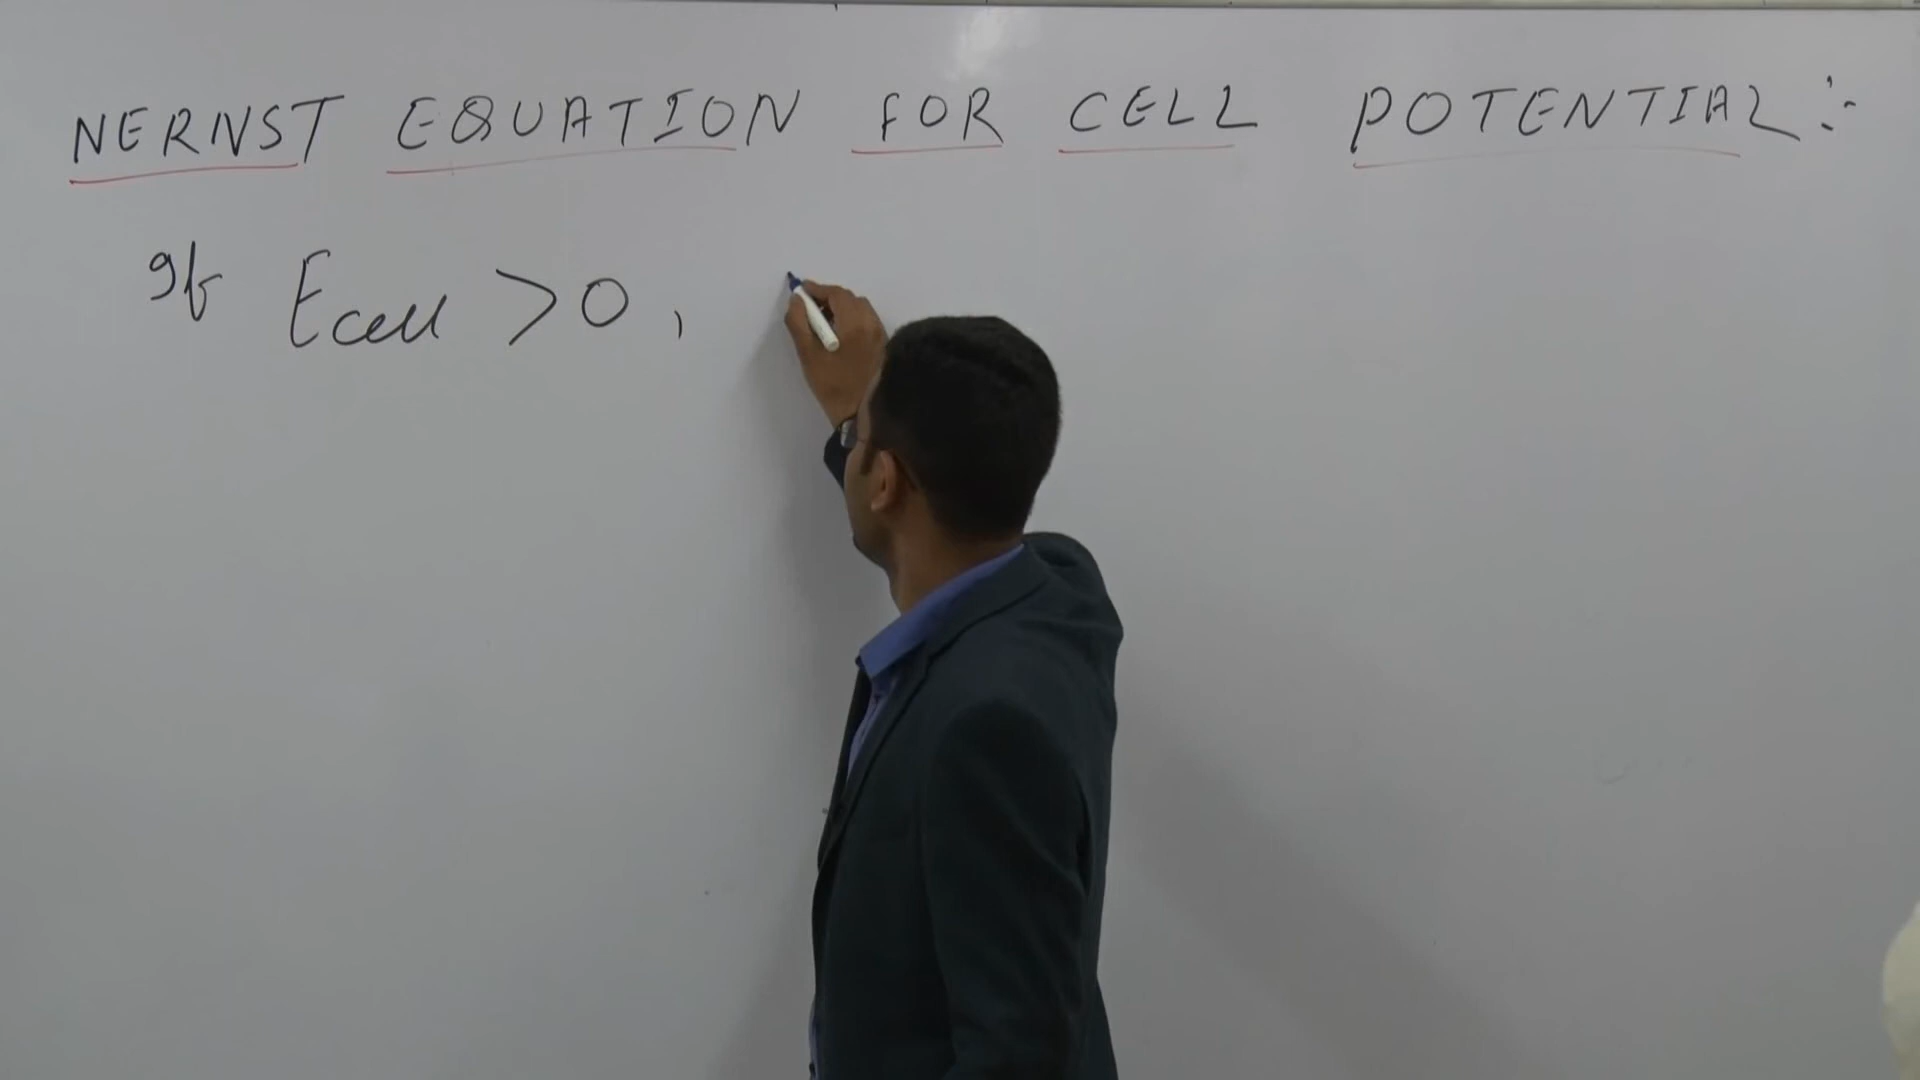 NERNST EQUATION FOR CELL POTENTIAL :-
If Ecell > 0 ,